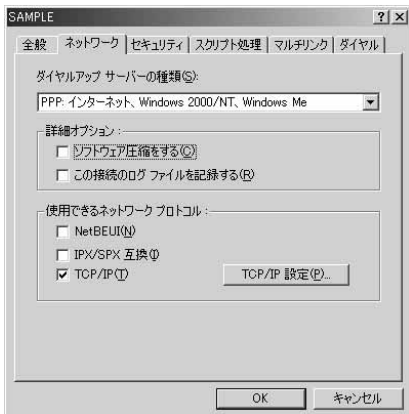 SAMPLE
全般 ネットワーク セキュリティ スクリプト処理 マルチリンク ダイヤル
ダイヤルアップ サーバーの種類(S):
PPP: インターネット、Windows 2000/NT、Windows Me
詳細オプション:
ソフトウェア圧縮をする(C)
この接続のログ ファイルを記録する(R)
使用できるネットワーク プロトコル:
NetBEUI(N)
IPX/SPX 互換(I)
TCP/IP(T) TCP/IP 設定(P)...
OK キャンセル